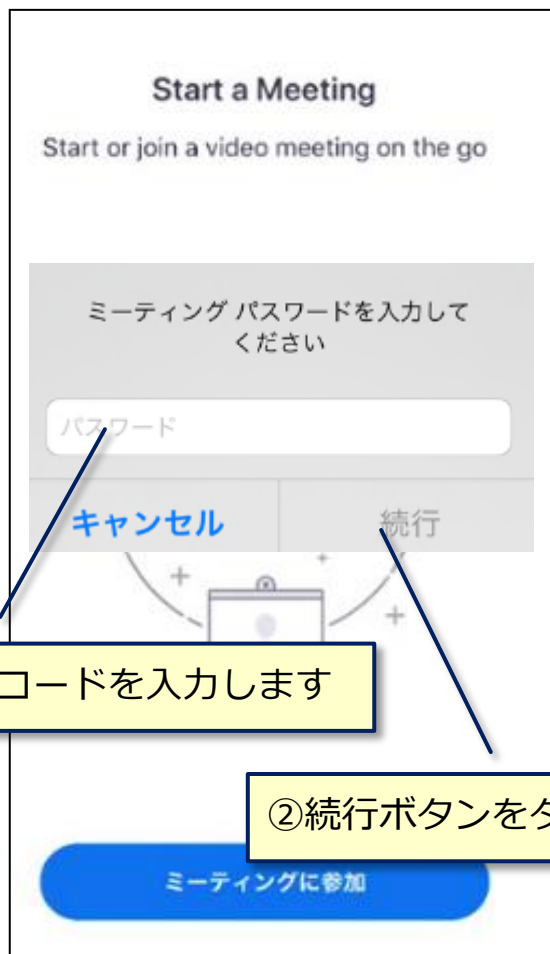 Start a Meeting
Start or join a video meeting on the go
ミーティング パスワードを入力して
ください
パスワード
キャンセル
続行
コードを入力します
②続行ボタンをタ
ミーティングに参加